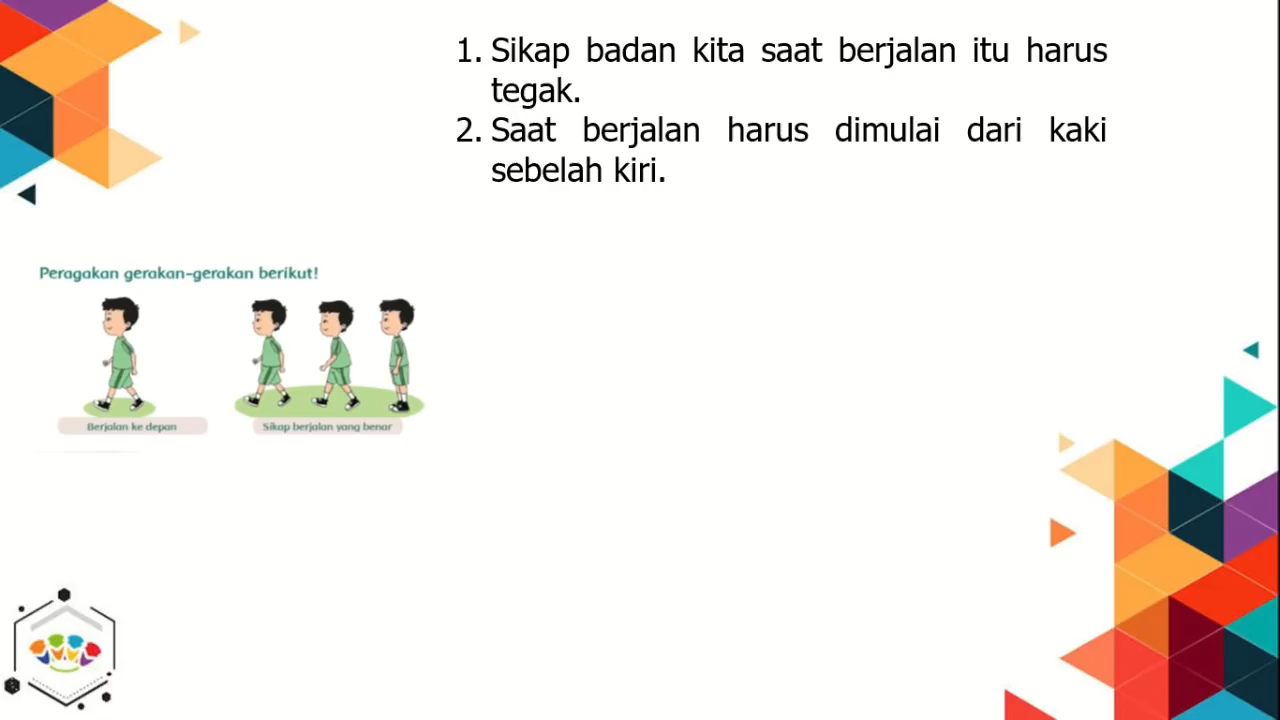 1. Sikap badan kita saat berjalan itu harus
tegak.
2. Saat berjalan harus dimulai dari kaki
sebelah kiri.
Peragakan gerakan-gerakan berikut!
Berjalan ke depan
Sikap berjalan yang benar